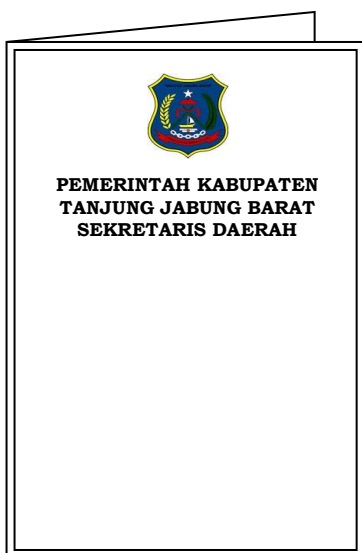 PEMERINTAH KABUPATEN
TANJUNG JABUNG BARAT
SEKRETARIS DAERAH